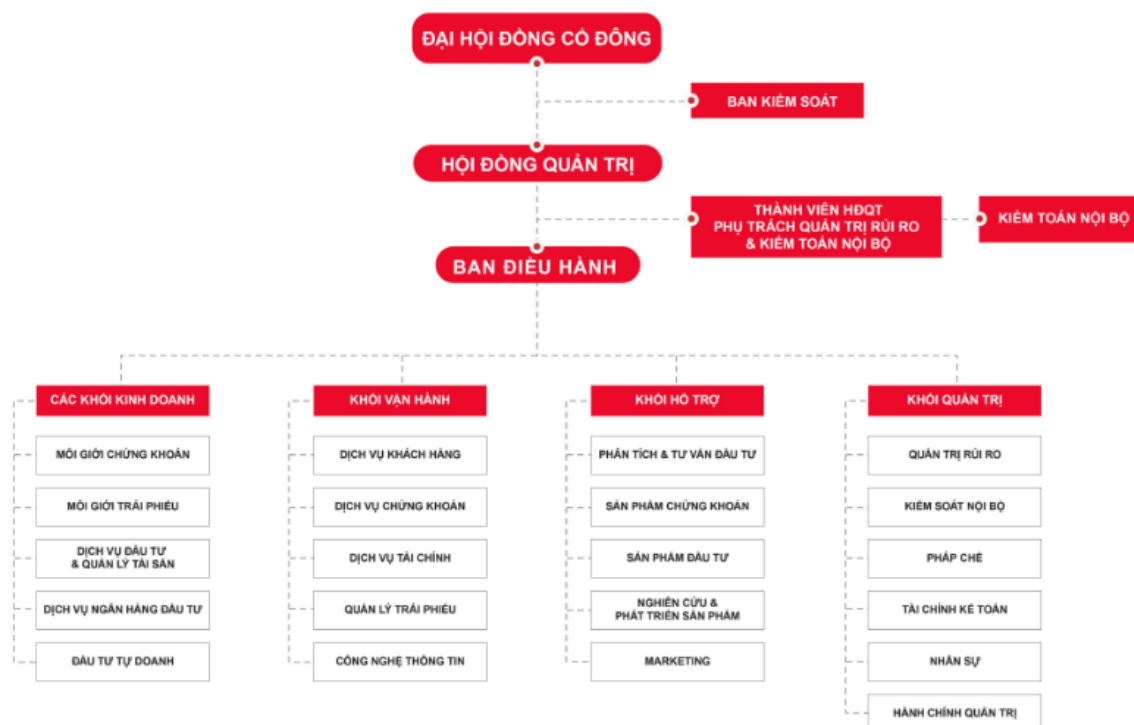 ĐẠI HỘI ĐỒNG CỔ ĐÔNG
BAN KIỂM SOÁT
HỘI ĐỒNG QUẢN TRỊ
THÀNH VIÊN HĐQT
PHỤ TRÁCH QUẢN TRỊ RỦI RO
& KIỂM TOÁN NỘI BỘ
KIỂM TOÁN NỘI BỘ
BAN ĐIỀU HÀNH
CÁC KHỐI KINH DOANH
MÔI GIỚI CHỨNG KHOÁN
MÔI GIỚI TRÁI PHIẾU
DỊCH VỤ ĐẦU TƯ
& QUẢN LÝ TÀI SẢN
DỊCH VỤ NGÂN HÀNG ĐẦU TƯ
ĐẦU TƯ TỰ DOANH
KHỐI VẬN HÀNH
DỊCH VỤ KHÁCH HÀNG
DỊCH VỤ CHỨNG KHOÁN
DỊCH VỤ TÀI CHÍNH
QUẢN LÝ TRÁI PHIẾU
CÔNG NGHỆ THÔNG TIN
KHỐI HỖ TRỢ
PHÂN TÍCH & TƯ VẤN ĐẦU TƯ
SẢN PHẨM CHỨNG KHOÁN
SẢN PHẨM ĐẦU TƯ
NGHIÊN CỨU &
PHÁT TRIỂN SẢN PHẨM
MARKETING
KHỐI QUẢN TRỊ
QUẢN TRỊ RỦI RO
KIỂM SOÁT NỘI BỘ
PHÁP CHẾ
TÀI CHÍNH KẾ TOÁN
NHÂN SỰ
HÀNH CHÍNH QUẢN TRỊ